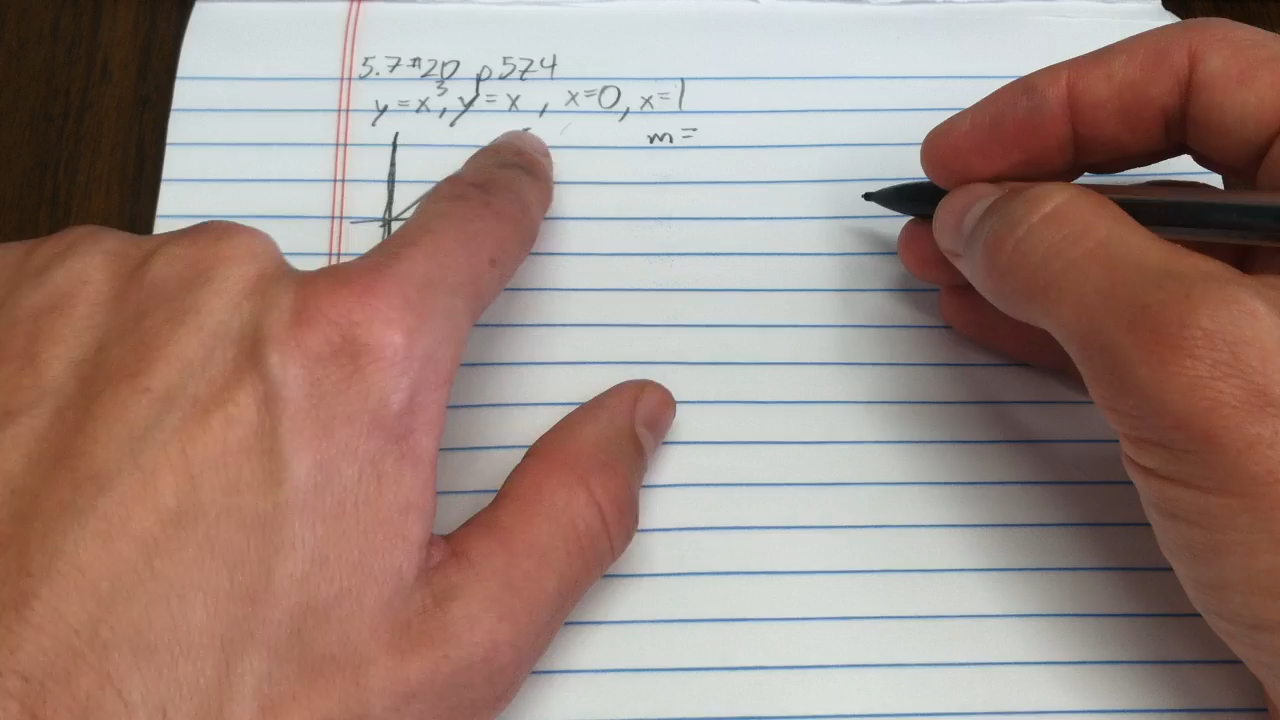 5.7 #20 p574
y=x³, y=x, x=0, x=1
m=